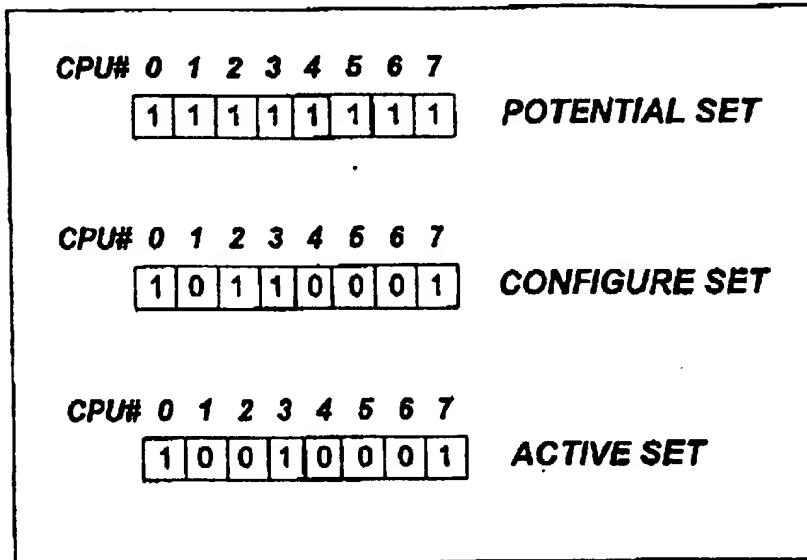 CPU# 0 1 2 3 4 5 6 7
1 1 1 1 1 1 1 1 POTENTIAL SET
CPU# 0 1 2 3 4 5 6 7
1 0 1 1 0 0 0 1 CONFIGURE SET
CPU# 0 1 2 3 4 5 6 7
1 0 0 1 0 0 0 1 ACTIVE SET